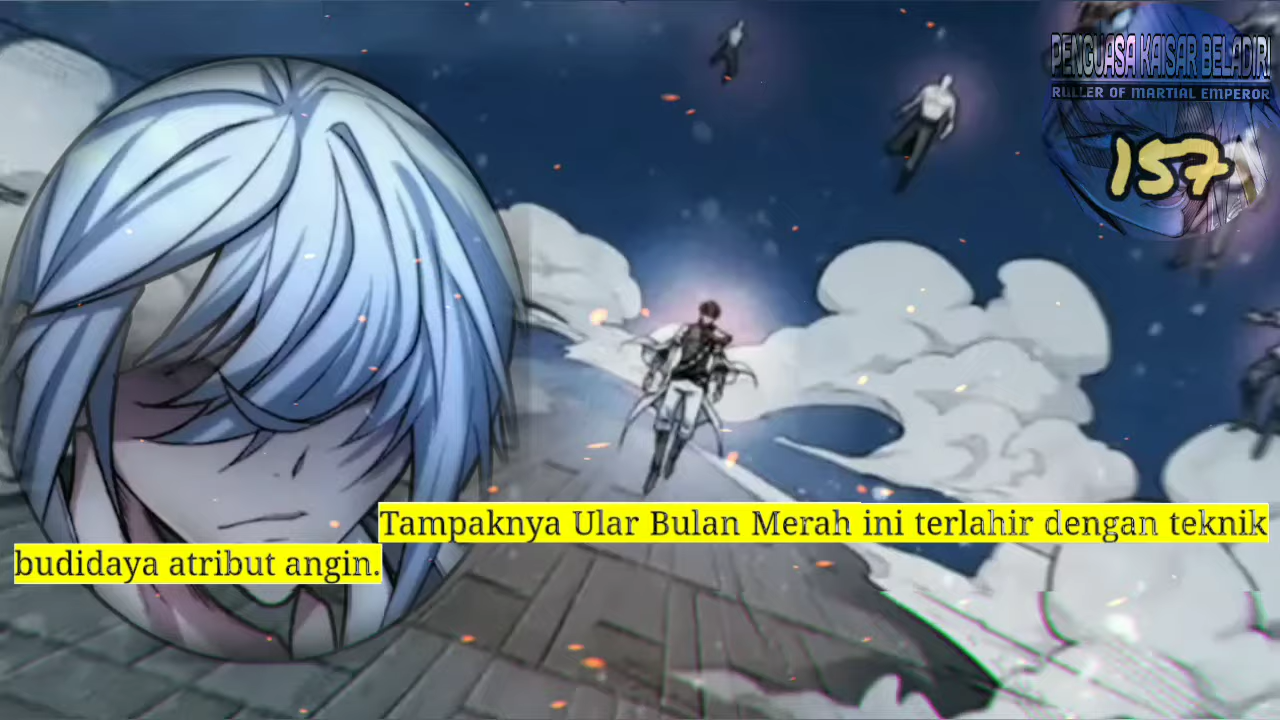 PENGUASA KAISAR BELADIRI
RULLER OF MARTIAL EMPEROR
157
Tampaknya Ular Bulan Merah ini terlahir dengan teknik
budidaya atribut angin.